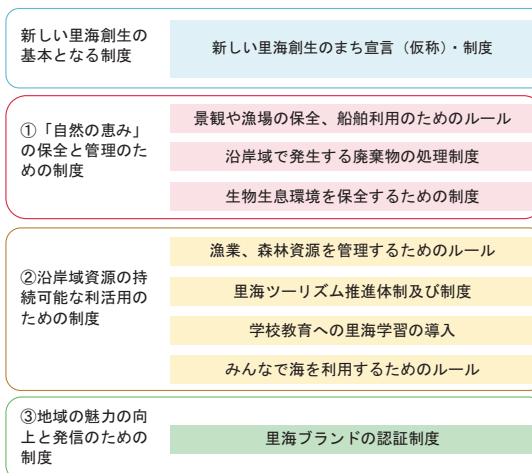 新しい里海創生の
基本となる制度
新しい里海創生のまち宣言（仮称）・制度
①「自然の恵み」
の保全と管理のた
めの制度
景観や漁場の保全、船舶利用のためのルール
沿岸域で発生する廃棄物の処理制度
生物生息環境を保全するための制度
②沿岸域資源の持
続可能な利活用の
ための制度
漁業、森林資源を管理するためのルール
里海ツーリズム推進体制及び制度
学校教育への里海学習の導入
みんなで海を利用するためのルール
③地域の魅力の向
上と発信のための
制度
里海ブランドの認証制度